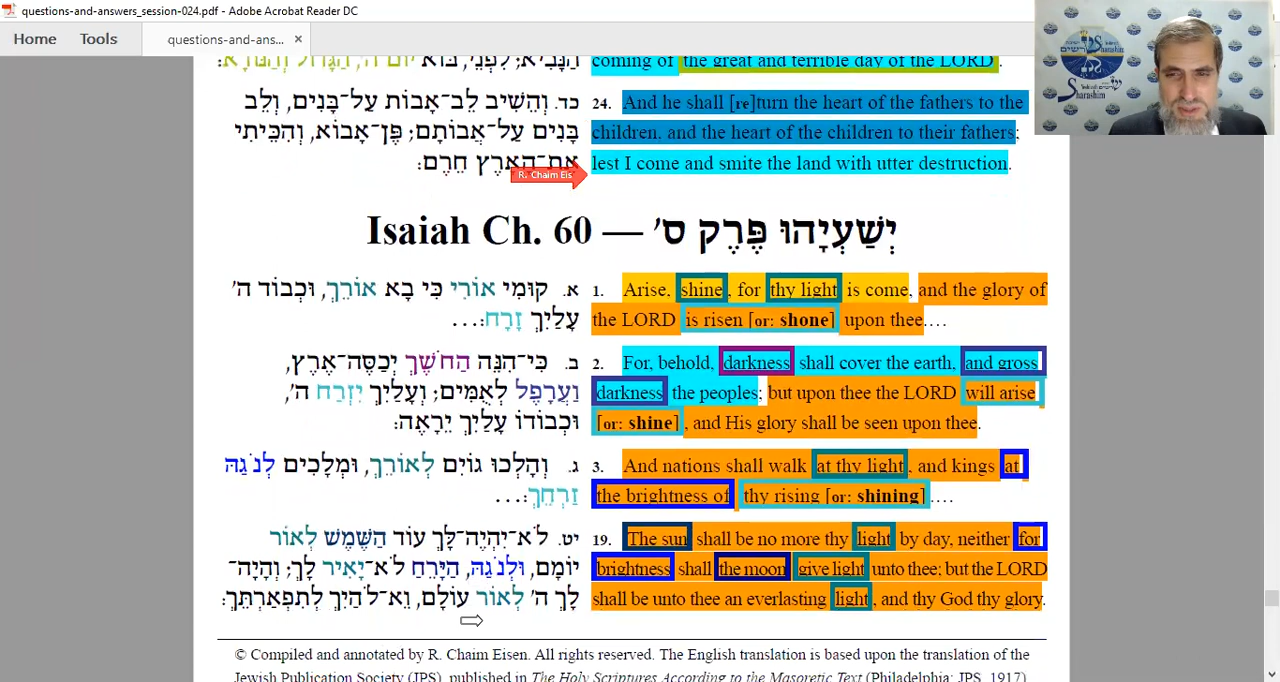 questions-and-answers_session-024.pdf - Adobe Acrobat Reader DC
Home Tools questions-and-ans... ×
הַנָּבִיא; לִפְנֵי, בּוֹא יוֹם ה', הַגָּדוֹל וְהַנּוֹרָא:
coming of the great and terrible day of the LORD
כד. וְהֵשִׁיב לֵב־אָבוֹת עַל־בָּנִים, וְלֵב
בָּנִים עַל־אֲבוֹתָם; פֶּן־אָבוֹא, וְהִכֵּיתִי
אֶת־הָאָרֶץ חֵרֶם:
24. And he shall [re]turn the heart of the fathers to the
children, and the heart of the children to their fathers;
lest I come and smite the land with utter destruction.
R. Chaim Eis
Isaiah Ch. 60 — יְשַׁעְיָהוּ פֶּרֶק ס'
א. קוּמִי אוֹרִי כִּי בָא אוֹרֵךְ, וּכְבוֹד ה'
עָלַיִךְ זָרָח:...
1. Arise, shine, for thy light is come, and the glory of
the LORD is risen [or: shone] upon thee....
ב. כִּי־הִנֵּה הַחֹשֶׁךְ יְכַסֶּה־אֶרֶץ,
וַעֲרָפֶל לְאֻמִּים; וְעָלַיִךְ יִזְרַח ה',
וּכְבוֹדוֹ עָלַיִךְ יֵרָאֶה:
2. For, behold, darkness shall cover the earth, and gross
darkness the peoples; but upon thee the LORD will arise
[or: shine], and His glory shall be seen upon thee.
ג. וְהָלְכוּ גוֹיִם לְאוֹרֵךְ, וּמְלָכִים לְנֹגַהּ
זַרְחֵךְ:...
3. And nations shall walk at thy light, and kings at
the brightness of thy rising [or: shining]....
יט. לֹא־יִהְיֶה־לָּךְ עוֹד הַשֶּׁמֶשׁ לְאוֹר
יוֹמָם, וּלְנֹגַהּ, הַיָּרֵחַ לֹא־יָאִיר לָךְ; וְהָיָה־
לָךְ ה' לְאוֹר עוֹלָם, וֵא־לֹהַיִךְ לְתִפְאַרְתֵּךְ:
19. The sun shall be no more thy light by day, neither for
brightness shall the moon give light unto thee; but the LORD
shall be unto thee an everlasting light, and thy God thy glory.
© Compiled and annotated by R. Chaim Eisen. All rights reserved. The English translation is based upon the translation of the
Jewish Publication Society (JPS), published in The Holy Scriptures According to the Masoretic Text (Philadelphia: JPS, 1917)